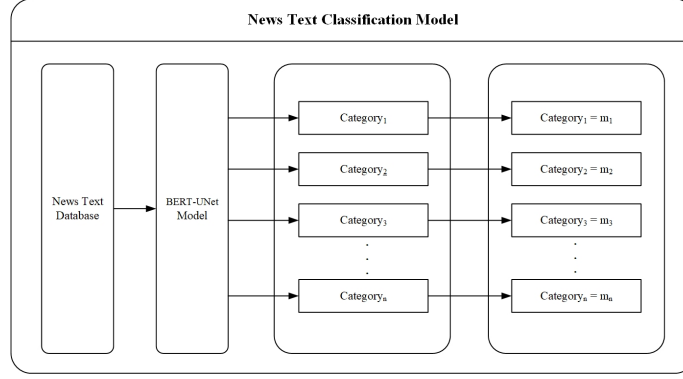 News Text Classification Model
News Text
Database
BERT-UNet
Model
Category₁
Category₂
Category₃
.
.
.
Categoryₙ
Category₁ = m₁
Category₂ = m₂
Category₃ = m₃
.
.
.
Categoryₙ = mₙ